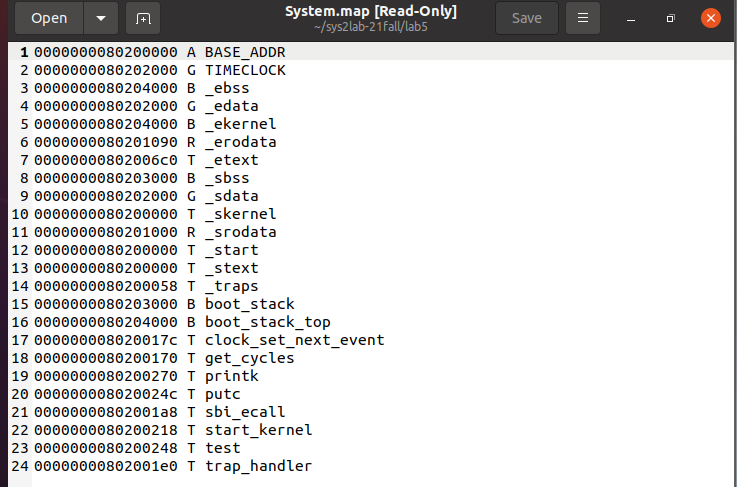 Open
System.map [Read-Only]
~/sys2lab-21fall/lab5
Save
1 0000000080200000 A BASE_ADDR
2 0000000080202000 G TIMECLOCK
3 0000000080204000 B _ebss
4 0000000080202000 G _edata
5 0000000080204000 B _ekernel
6 0000000080201090 R _erodata
7 00000000802006c0 T _etext
8 0000000080203000 B _sbss
9 0000000080202000 G _sdata
10 0000000080200000 T _skernel
11 0000000080201000 R _srodata
12 0000000080200000 T _start
13 0000000080200000 T _stext
14 0000000080200058 T _traps
15 0000000080203000 B boot_stack
16 0000000080204000 B boot_stack_top
17 000000008020017c T clock_set_next_event
18 0000000080200170 T get_cycles
19 0000000080200270 T printk
20 000000008020024c T putc
21 00000000802001a8 T sbi_ecall
22 0000000080200218 T start_kernel
23 0000000080200248 T test
24 00000000802001e0 T trap_handler